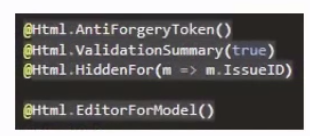 @Html.AntiForgeryToken()
@Html.ValidationSummary(true)
@Html.HiddenFor(m => m.IssueID)
@Html.EditorForModel()